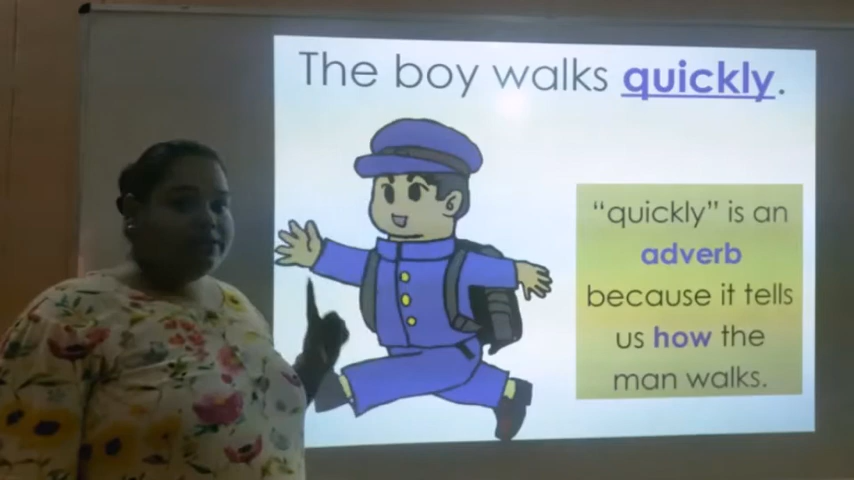 The boy walks quickly.
“quickly” is an
adverb
because it tells
us how the
man walks.